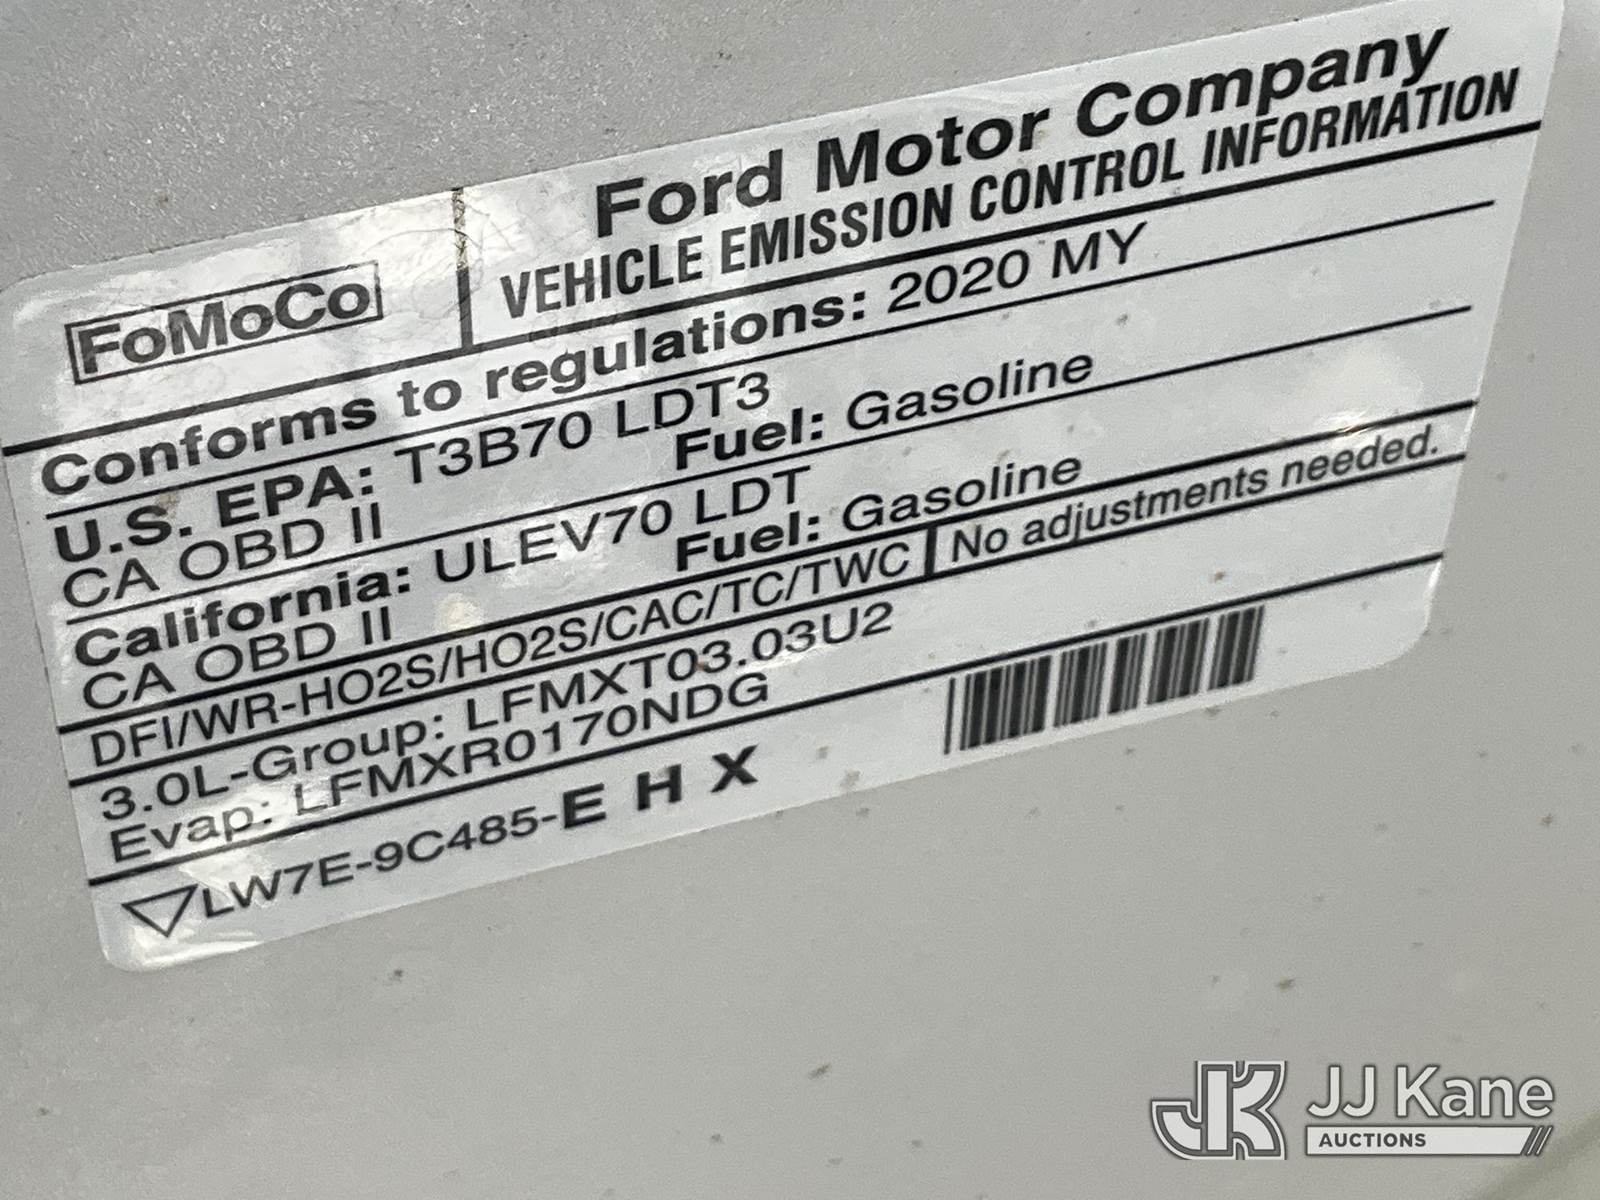 FoMoCo
Ford Motor Company
VEHICLE EMISSION CONTROL INFORMATION
Conforms to regulations: 2020 MY
U.S. EPA: T3B70 LDT3
CA OBD II Fuel: Gasoline
California: ULEV70 LDT
CA OBD II Fuel: Gasoline
DFI/WR-HO2S/HO2S/CAC/TC/TWC No adjustments needed.
3.0L-Group: LFMXT03.03U2
Evap: LFMXR0170NDG
LW7E-9C485-E H X
JK JJ Kane
AUCTIONS